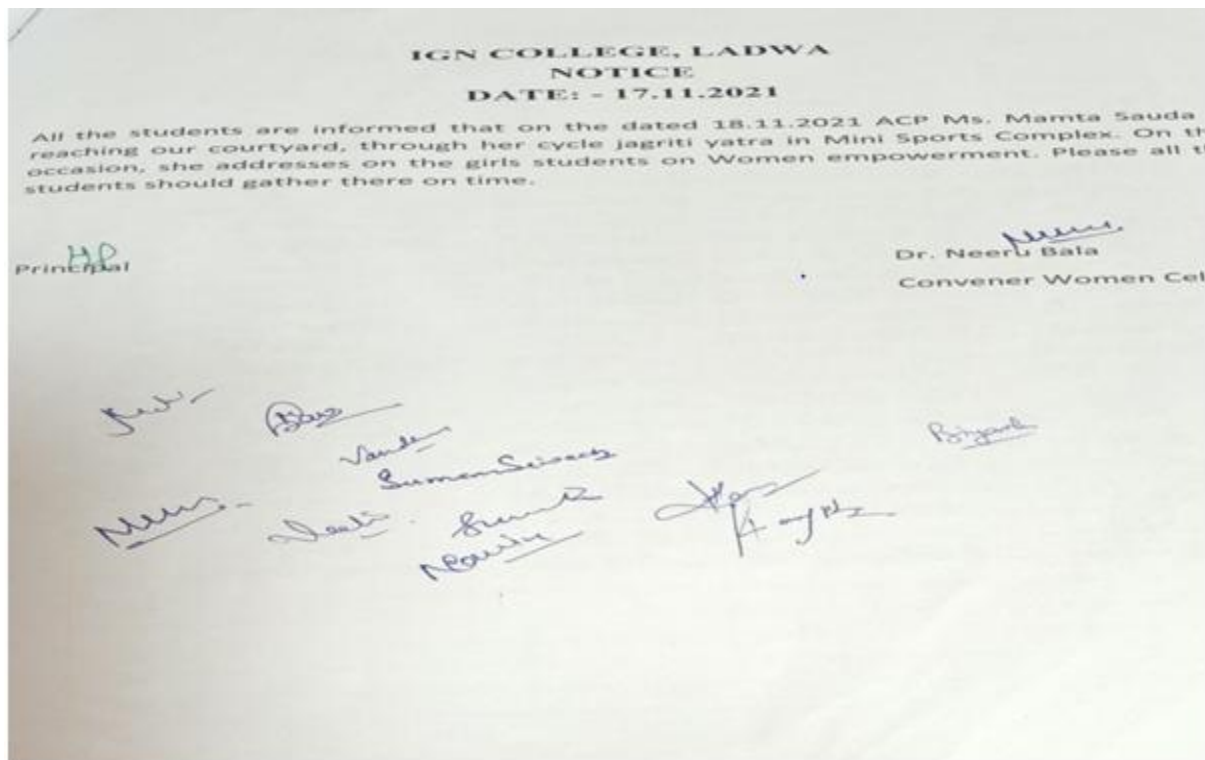 IGN COLLEGE, LADWA
NOTICE
DATE: - 17.11.2021
All the students are informed that on the dated 18.11.2021 ACP Ms. Mamta Sauda
reaching our courtyard, through her cycle jagriti yatra in Mini Sports Complex. On th
occasion, she addresses on the girls students on Women empowerment. Please all th
students should gather there on time.
Principal
Dr. Neeru Bala
Convener Women Cel